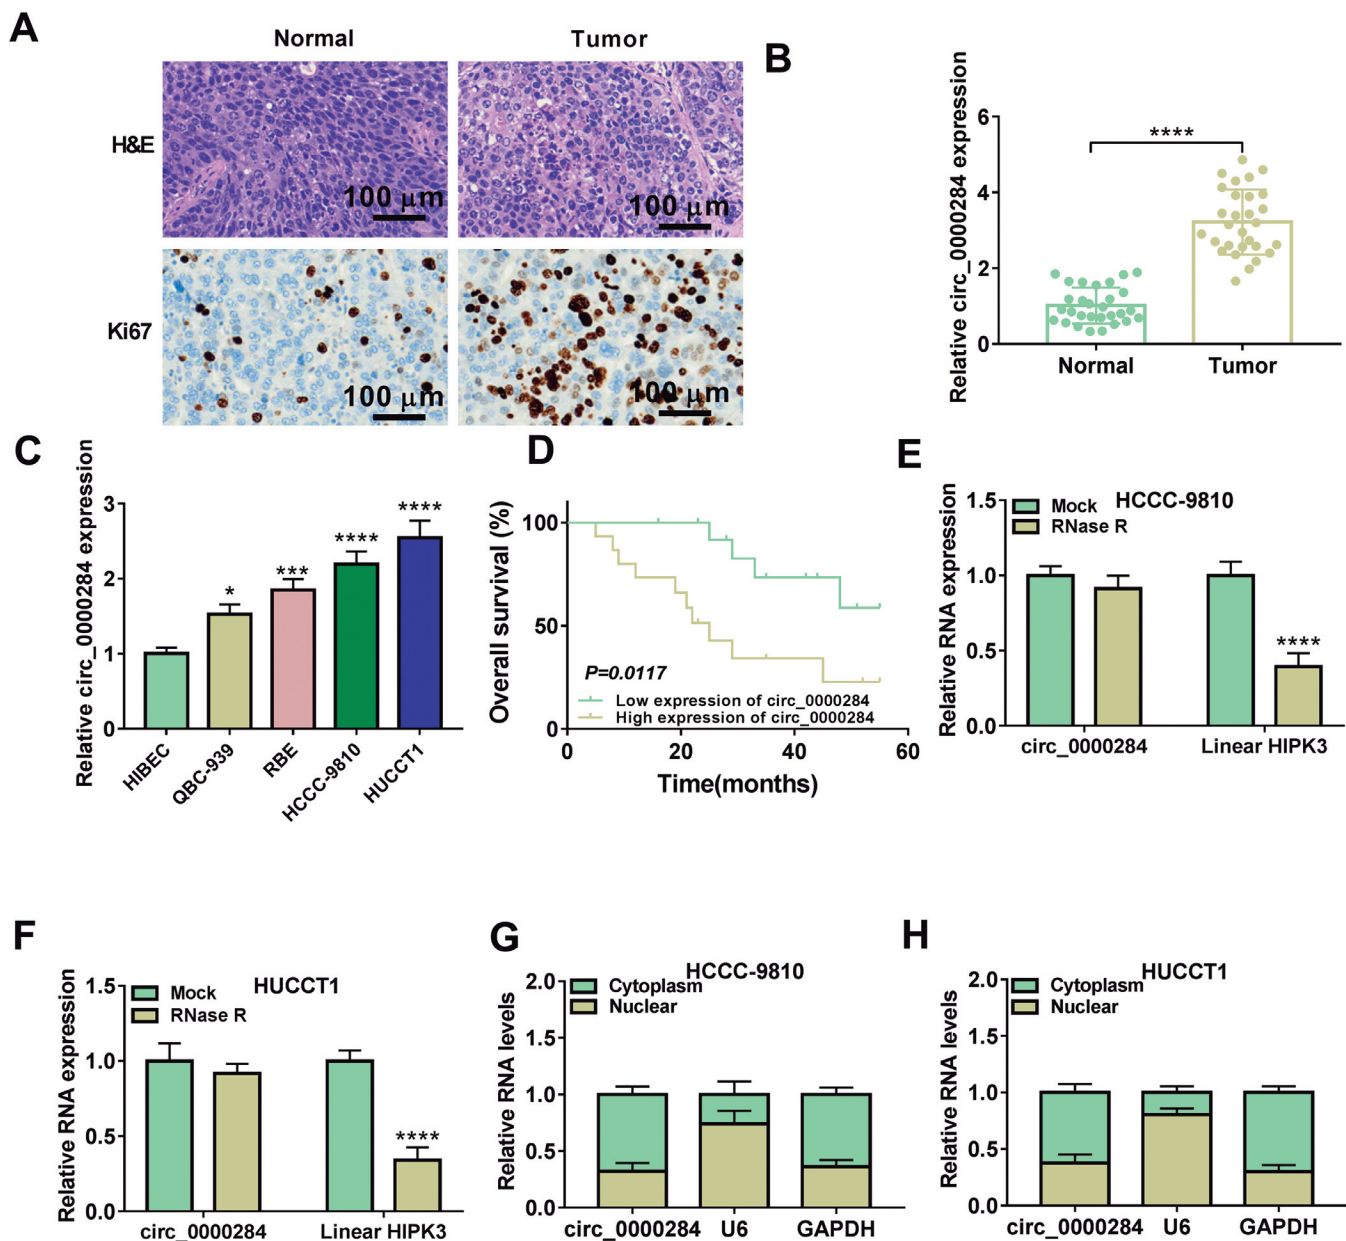 A
Normal
Tumor
H&E
100 µm
100 µm
Ki67
100 µm
100 µm
B
Relative circ_0000284 expression
6
4
2
0
****
Normal
Tumor
C
Relative circ_0000284 expression
3
2
1
0
*
***
****
****
HIBEC
QBC-939
RBE
HCCC-9810
HUCCT1
D
Overall survival (%)
100
50
0
P=0.0117
Low expression of circ_0000284
High expression of circ_0000284
0
20
40
60
Time(months)
E
Relative RNA expression
1.5
1.0
0.5
0.0
HCCC-9810
Mock
RNase R
****
circ_0000284
Linear HIPK3
F
Relative RNA expression
1.5
1.0
0.5
0.0
HUCCT1
Mock
RNase R
****
circ_0000284
Linear HIPK3
G
Relative RNA levels
2.0
1.5
1.0
0.5
0.0
HCCC-9810
Cytoplasm
Nuclear
circ_0000284
U6
GAPDH
H
Relative RNA levels
2.0
1.5
1.0
0.5
0.0
HUCCT1
Cytoplasm
Nuclear
circ_0000284
U6
GAPDH